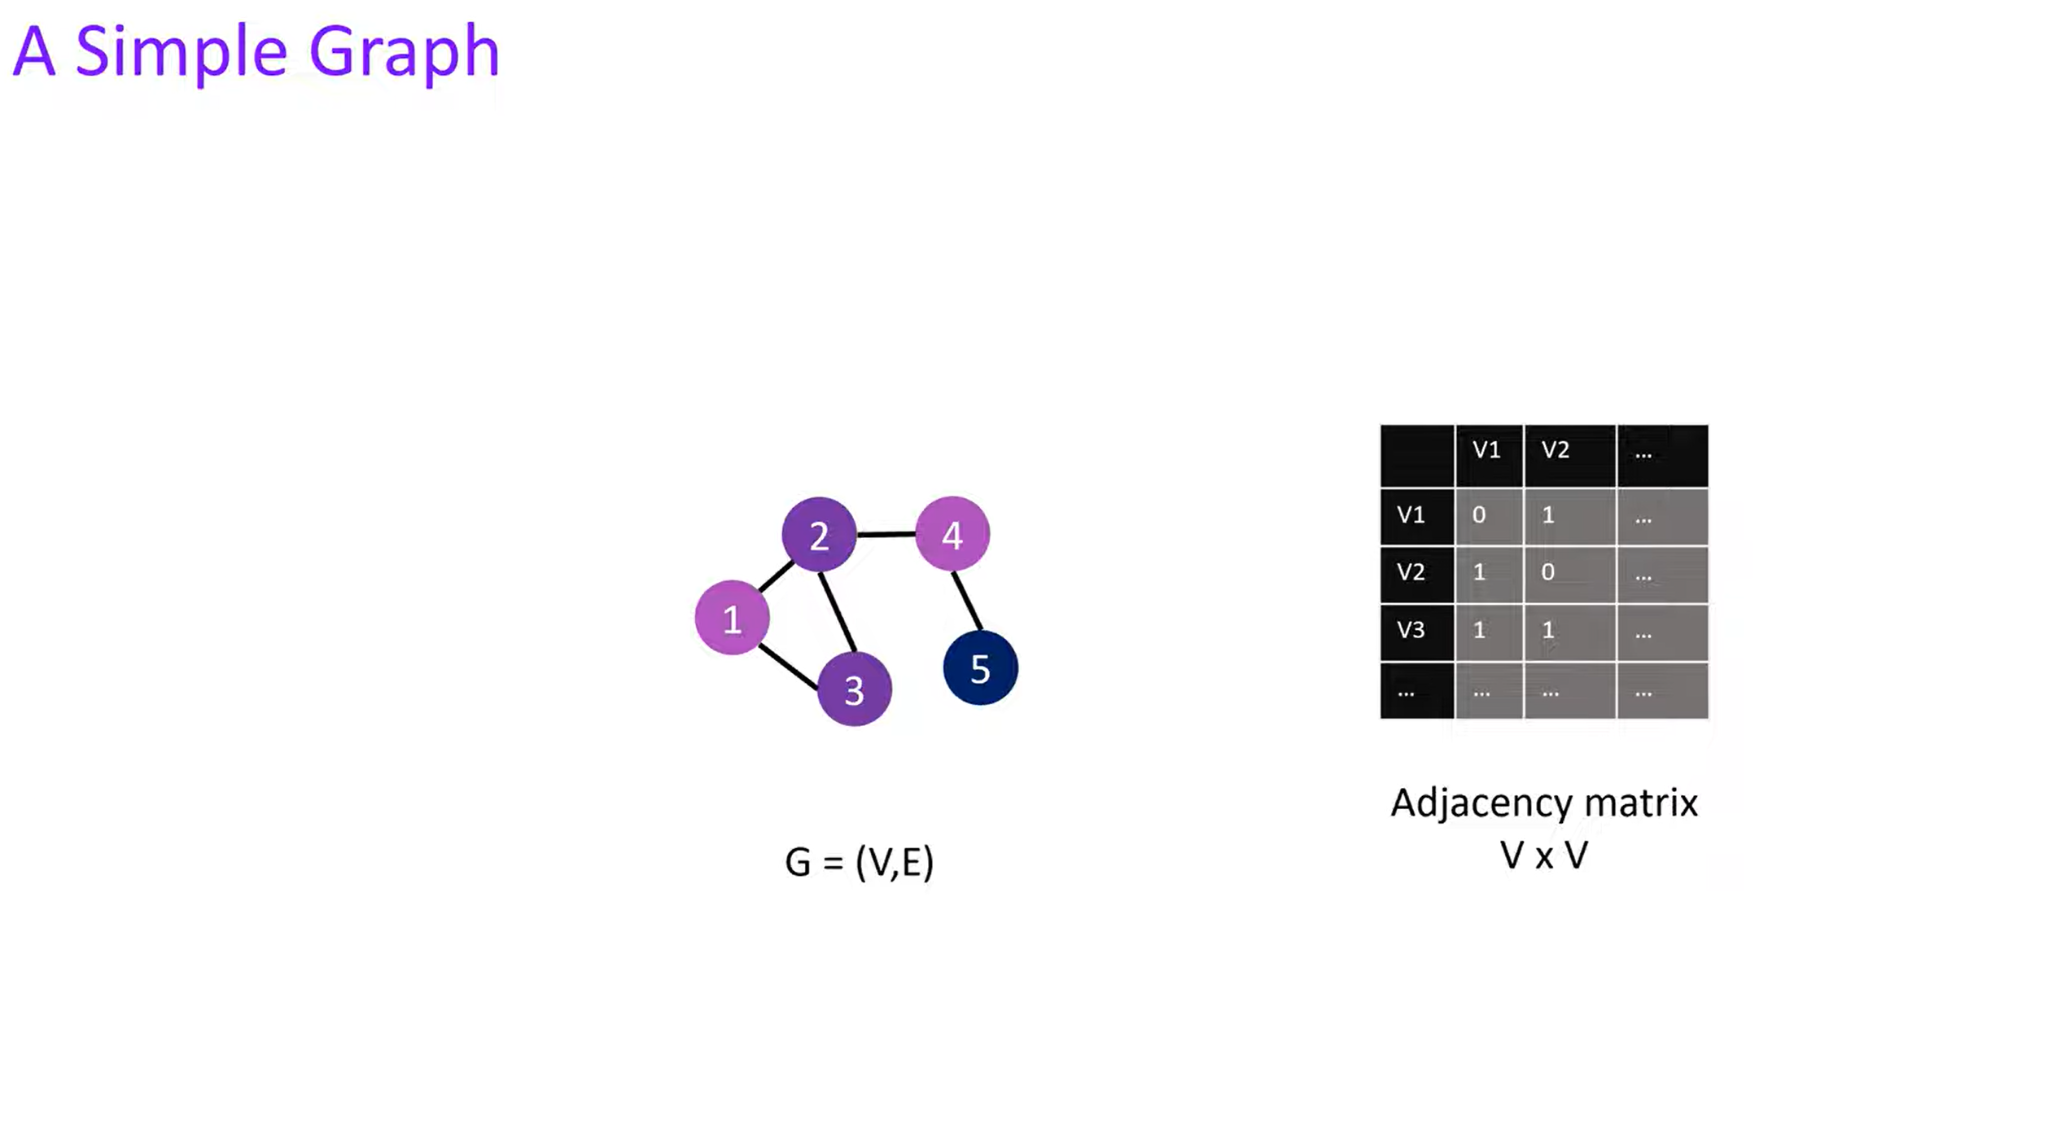 A Simple Graph
2
4
1
3
5
G = (V,E)
V1 V2 ...
V1 0 1 ...
V2 1 0 ...
V3 1 1 ...
... ... ... ...
Adjacency matrix
V x V